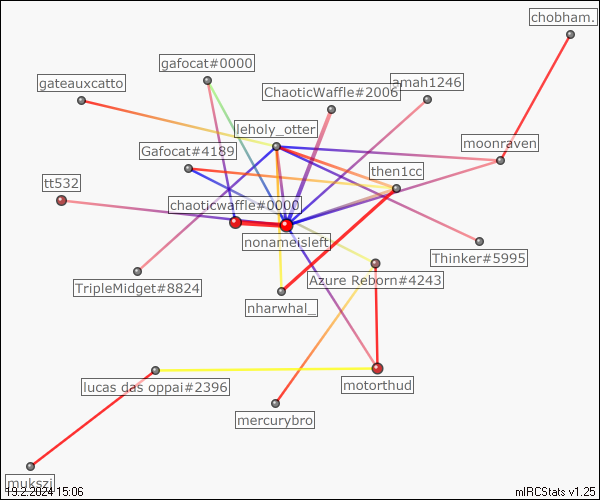 chobham.
gafocat#0000
gateauxcatto
amah1246
ChaoticWaffle#2006
leholy_otter
moonraven
Gafocat#4189
then1cc
tt532
chaoticwaffle#0000
nonameisleft
Thinker#5995
TripleMidget#8824
Azure Reborn#4243
nharwhal_
lucas das oppai#2396
motorthud
mercurybro
mukszi
19.2.2024 15:06
mIRCStats v1.25